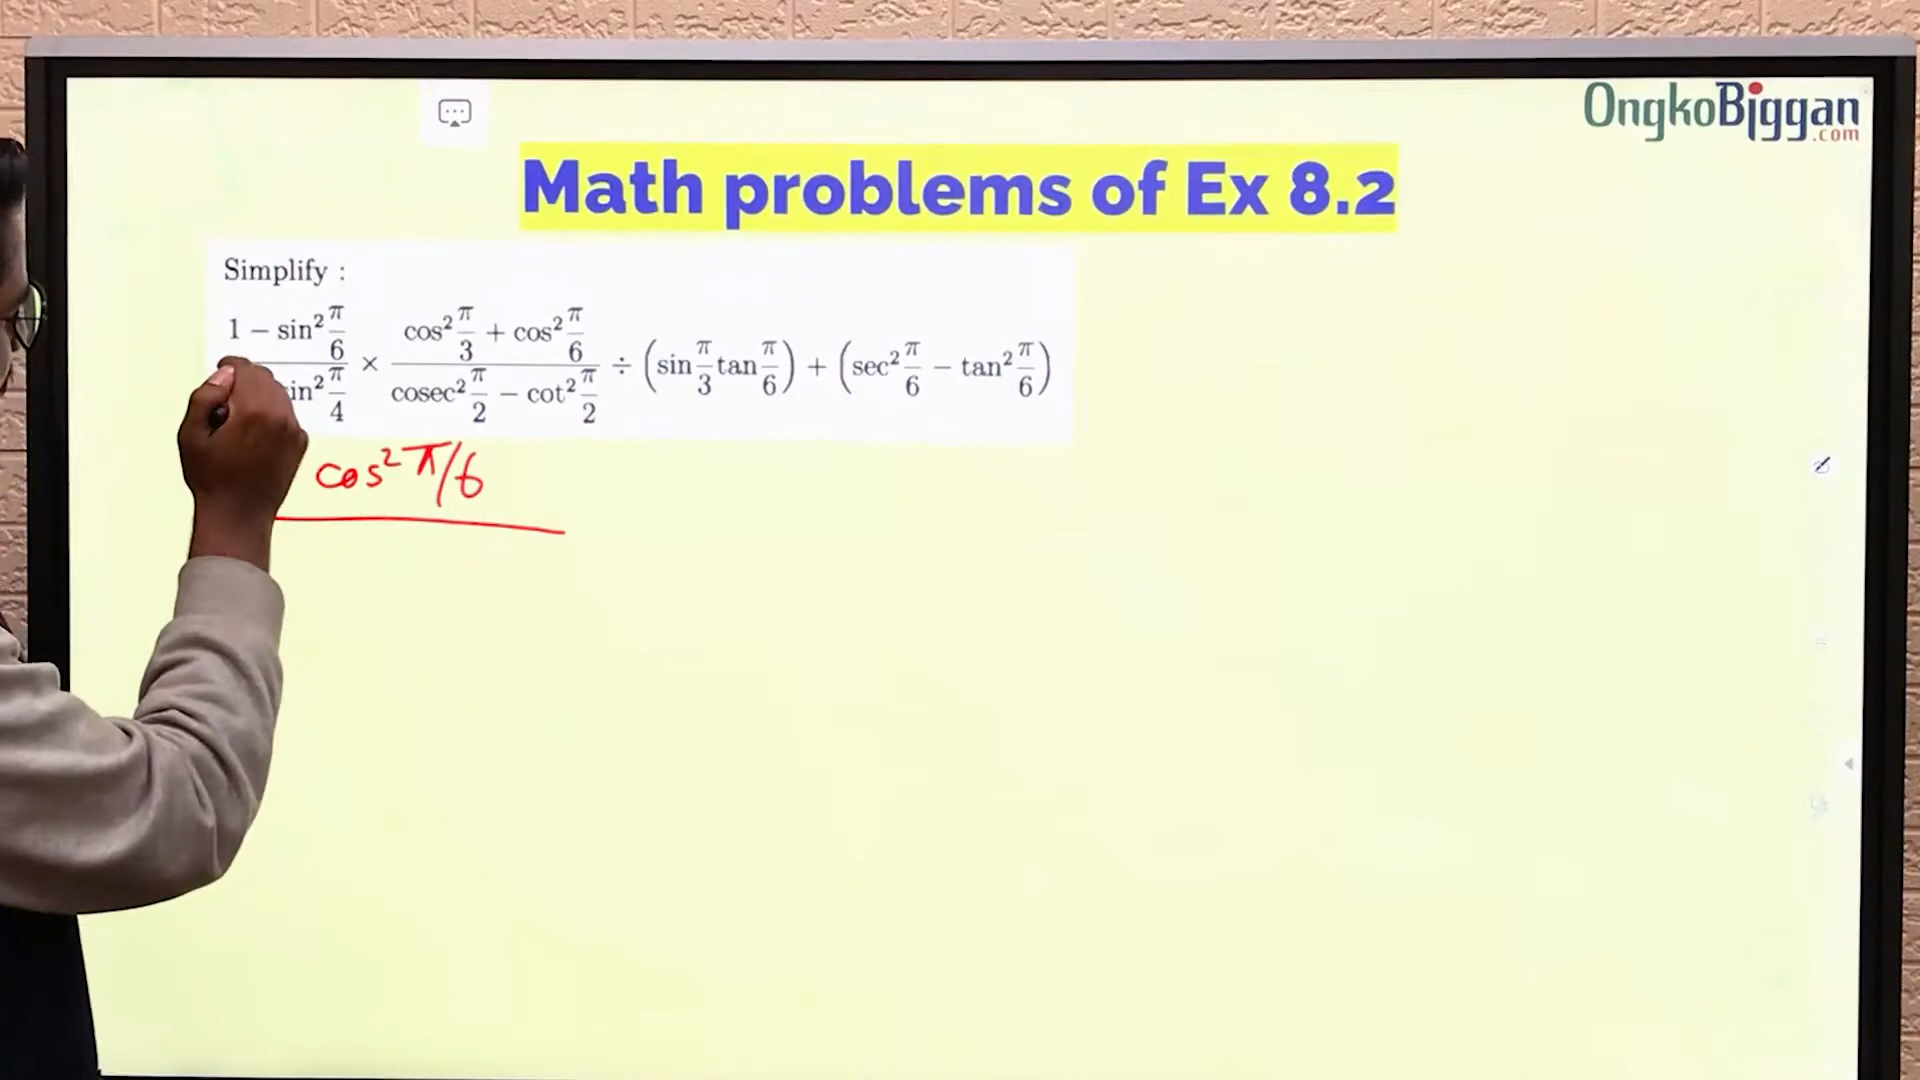 OngkoBiggan
.com
Math problems of Ex 8.2
Simplify :
1 − sin² π/6 / in² π/4 × cos² π/3 + cos² π/6 / cosec² π/2 − cot² π/2 ÷ (sin π/3 tan π/6) + (sec² π/6 − tan² π/6)
cos² π/6